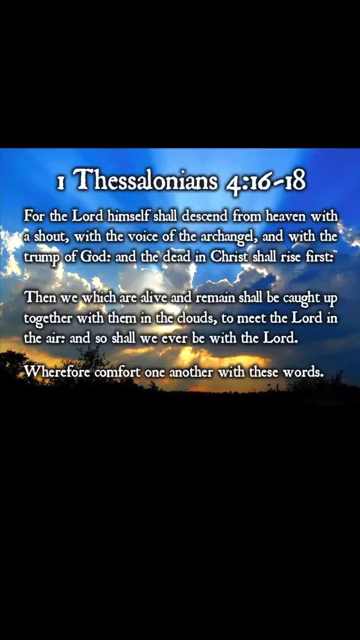 1 Thessalonians 4:16-18
For the Lord himself shall descend from heaven with
a shout, with the voice of the archangel, and with the
trump of God: and the dead in Christ shall rise first:
Then we which are alive and remain shall be caught up
together with them in the clouds, to meet the Lord in
the air: and so shall we ever be with the Lord.
Wherefore comfort one another with these words.